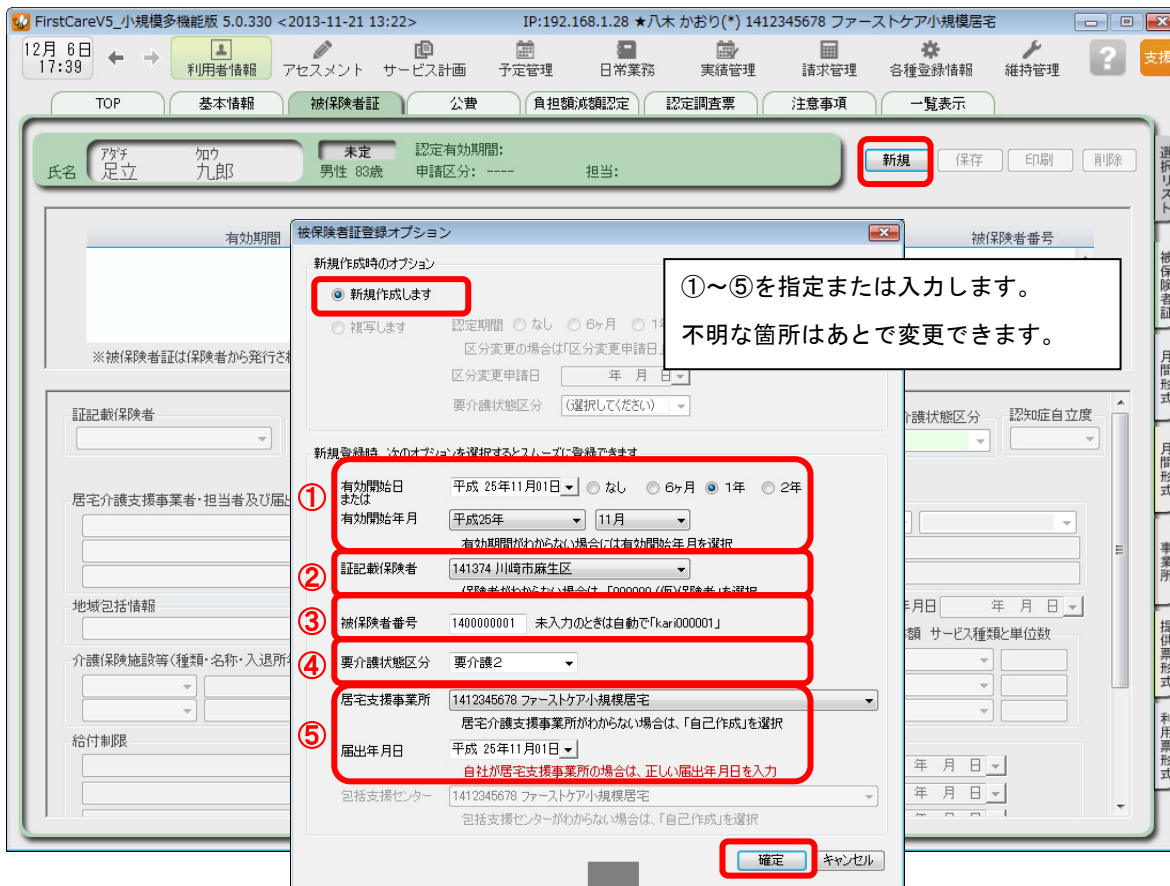 FirstCareV5_小規模多機能版 5.0.330 <2013-11-21 13:22> IP:192.168.1.28 ★八木 かおり(*) 1412345678 ファーストケア小規模居宅
12月 6日
17:39
利用者情報 アセスメント サービス計画 予定管理 日常業務 実績管理 請求管理 各種登録情報 維持管理 ? 支援
TOP 基本情報 被保険者証 公費 負担額減額認定 認定調査票 注意事項 一覧表示
アダチ クロウ
氏名 足立 九郎
未定
男性 83歳
認定有効期間:
申請区分: ---- 担当:
新規 保存 印刷 削除
有効期間 被保険者番号
※被保険者証は保険者から発行され
証記載保険者
介護状態区分 認知症自立度
居宅介護支援事業者・担当者及び届出
地域包括情報
月日 年 月 日
額 サービス種類と単位数
介護保険施設等(種類・名称・入退所年
給付制限
年 月 日
年 月 日
選択リスト
被保険者証
月間形式
月間形式
事業所
提供票形式
利用票形式
被保険者証登録オプション
新規作成時のオプション
新規作成します
複写します 認定期間 なし 6ヶ月 1年
区分変更の場合は「区分変更申請日」
区分変更申請日 年 月 日
要介護状態区分 (選択してください)
①～⑤を指定または入力します。
不明な箇所はあとで変更できます。
新規登録時、次のオプションを選択するとスムーズに登録できます
① 有効開始日 平成 25年11月01日 なし 6ヶ月 1年 2年
または
有効開始年月 平成25年 11月
有効期間がわからない場合には有効開始年月を選択
② 証記載保険者 141374 川崎市麻生区
保険者がわからない場合は、「000000 (仮)保険者」を選択
③ 被保険者番号 1400000001 未入力のときは自動で「kari000001」
④ 要介護状態区分 要介護2
⑤ 居宅支援事業所 1412345678 ファーストケア小規模居宅
居宅介護支援事業所がわからない場合は、「自己作成」を選択
届出年月日 平成 25年11月01日
自社が居宅支援事業所の場合は、正しい届出年月日を入力
包括支援センター 1412345678 ファーストケア小規模居宅
包括支援センターがわからない場合は、「自己作成」を選択
確定 キャンセル